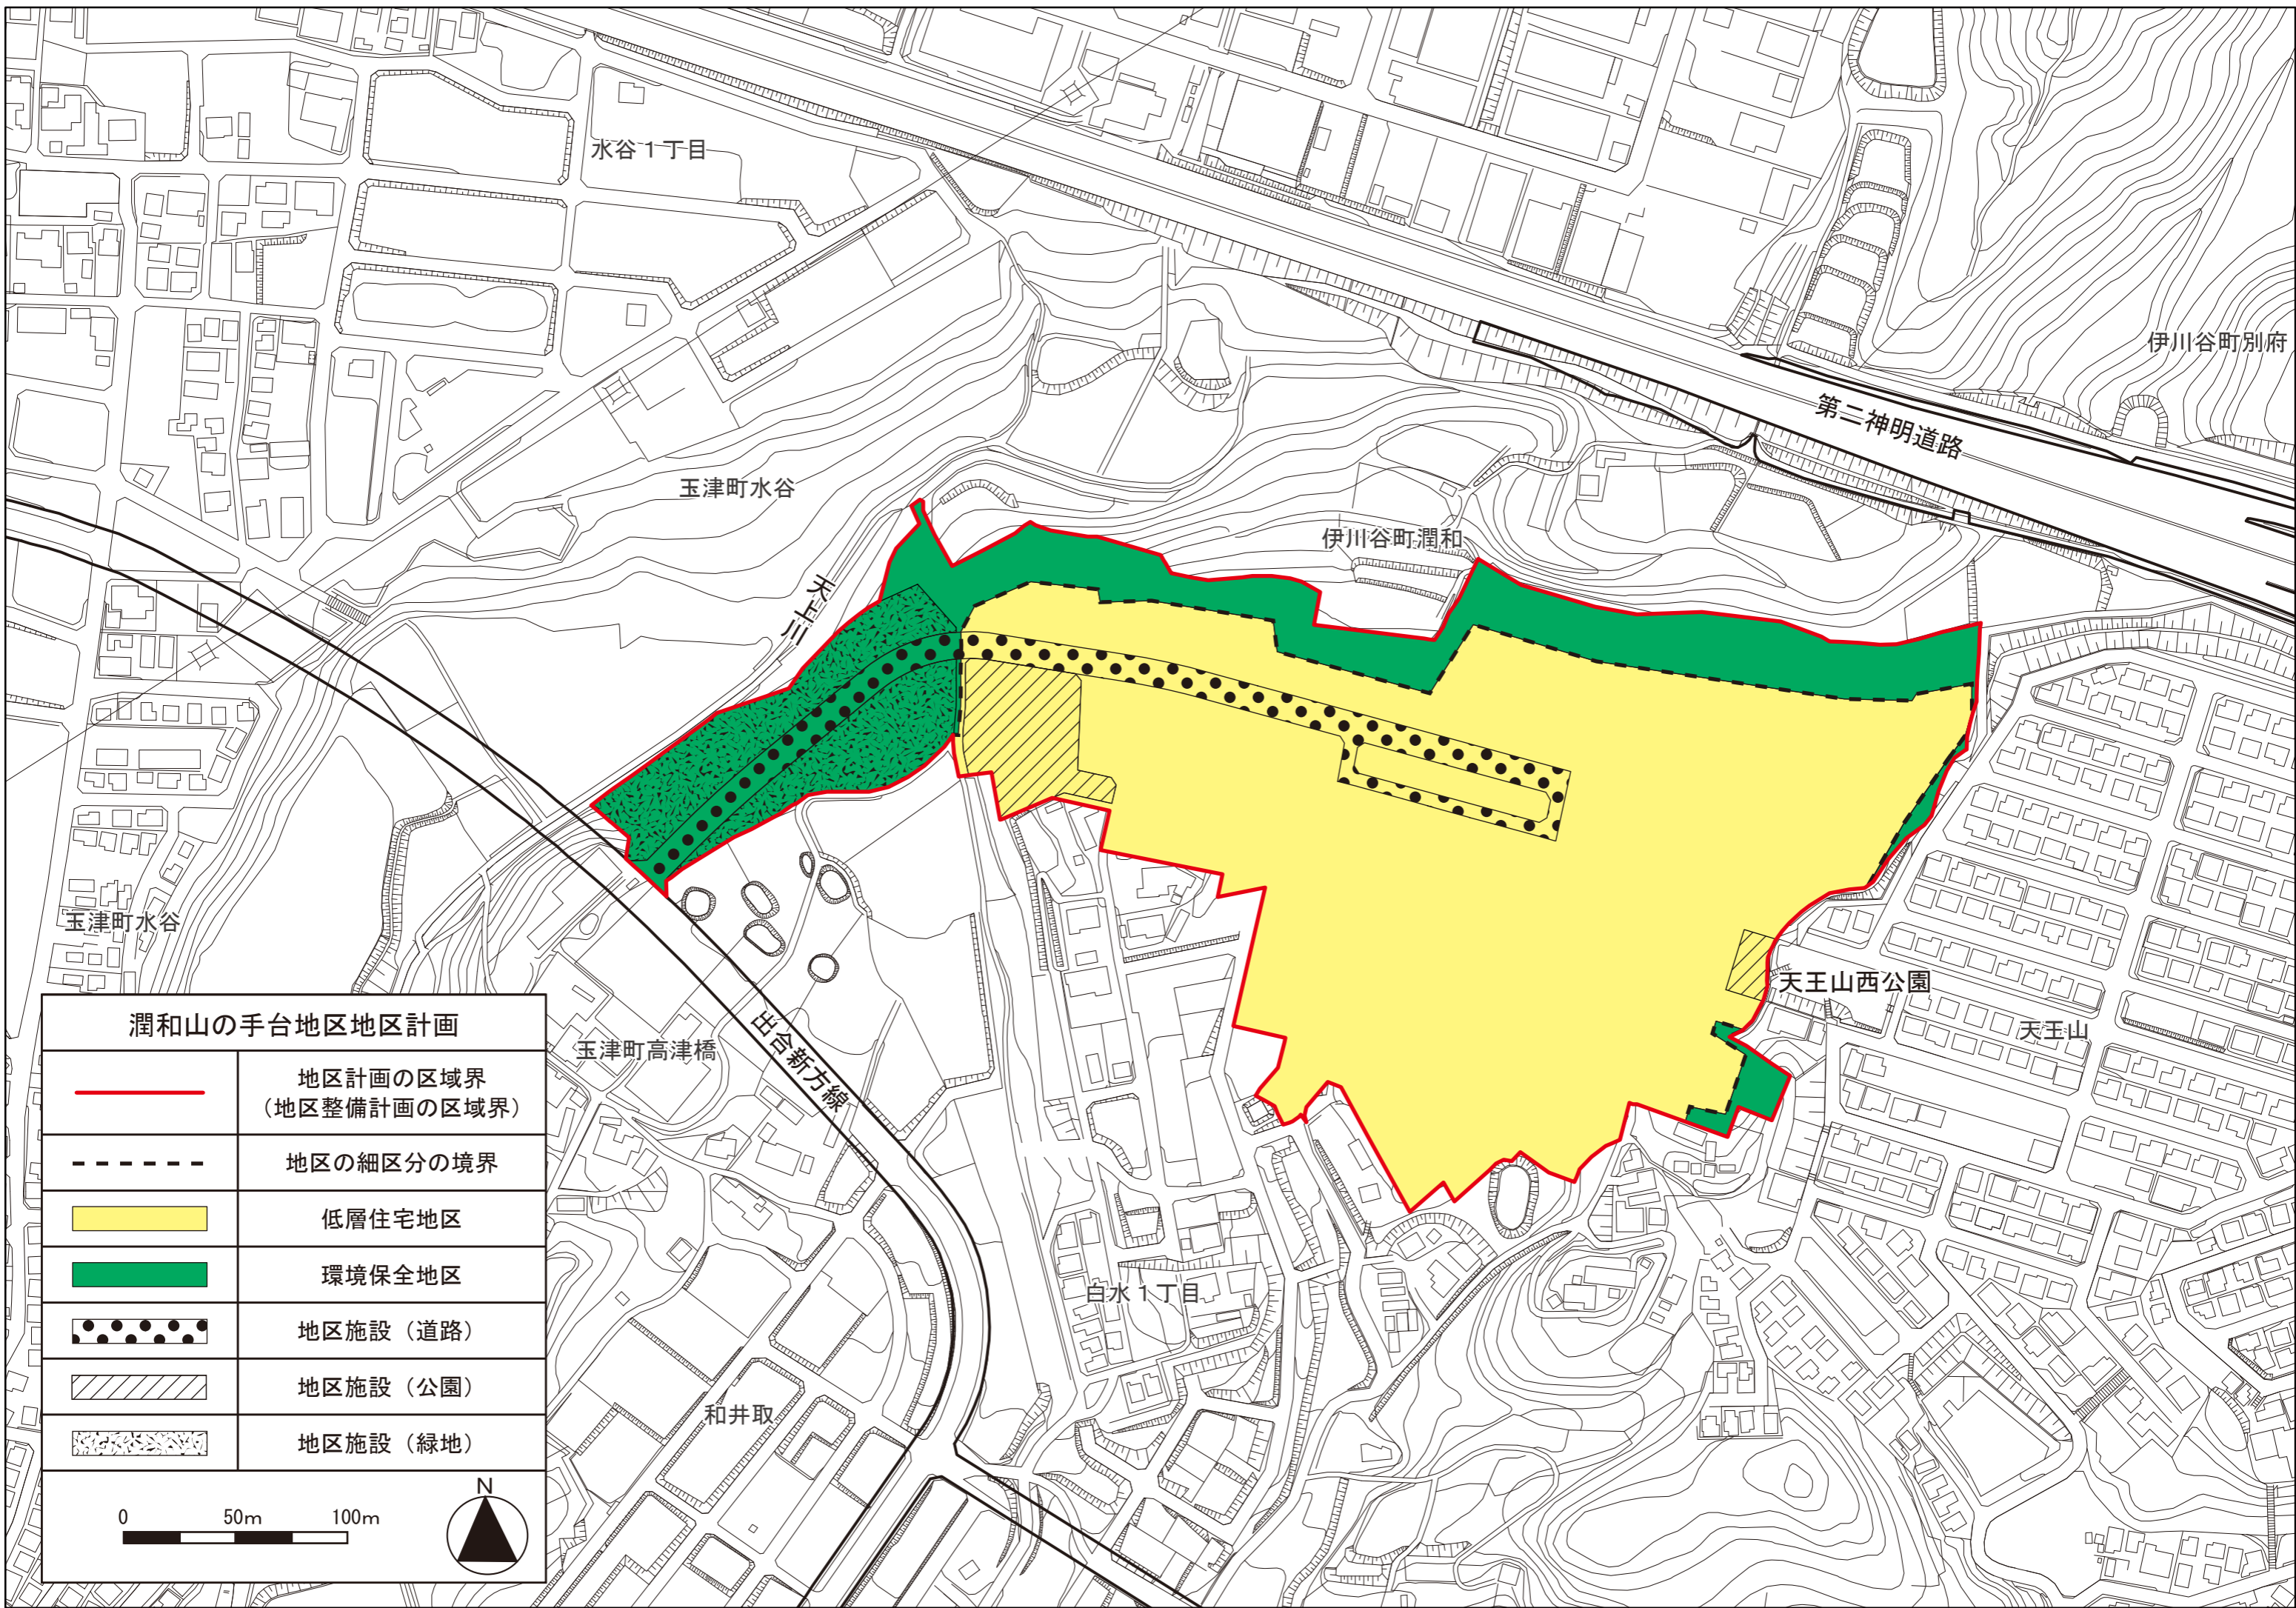 水谷１丁目
伊川谷町別府
第二神明道路
玉津町水谷
伊川谷町潤和
天上川
玉津町水谷
天王山西公園
天王山
出合新方線
玉津町高津橋
白水１丁目
和井取
潤和山の手台地区地区計画
地区計画の区域界
（地区整備計画の区域界）
地区の細区分の境界
低層住宅地区
環境保全地区
地区施設（道路）
地区施設（公園）
地区施設（緑地）
0 50m 100m
N